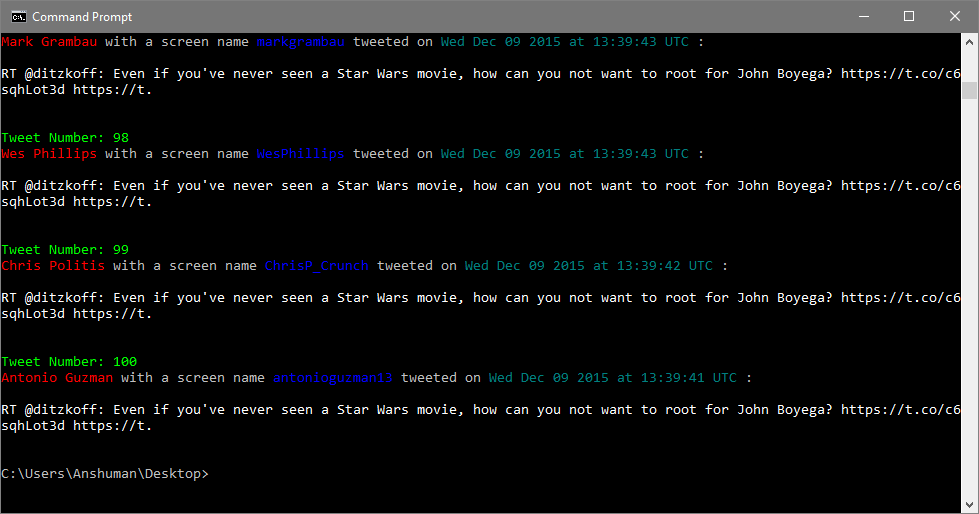 Command Prompt
Mark Grambau with a screen name markgrambau tweeted on Wed Dec 09 2015 at 13:39:43 UTC :
RT @ditzkoff: Even if you've never seen a Star Wars movie, how can you not want to root for John Boyega? https://t.co/c6
sqhLot3d https://t.
Tweet Number: 98
Wes Phillips with a screen name WesPhillips tweeted on Wed Dec 09 2015 at 13:39:43 UTC :
RT @ditzkoff: Even if you've never seen a Star Wars movie, how can you not want to root for John Boyega? https://t.co/c6
sqhLot3d https://t.
Tweet Number: 99
Chris Politis with a screen name ChrisP_Crunch tweeted on Wed Dec 09 2015 at 13:39:42 UTC :
RT @ditzkoff: Even if you've never seen a Star Wars movie, how can you not want to root for John Boyega? https://t.co/c6
sqhLot3d https://t.
Tweet Number: 100
Antonio Guzman with a screen name antonioguzman13 tweeted on Wed Dec 09 2015 at 13:39:41 UTC :
RT @ditzkoff: Even if you've never seen a Star Wars movie, how can you not want to root for John Boyega? https://t.co/c6
sqhLot3d https://t.
C:\Users\Anshuman\Desktop>